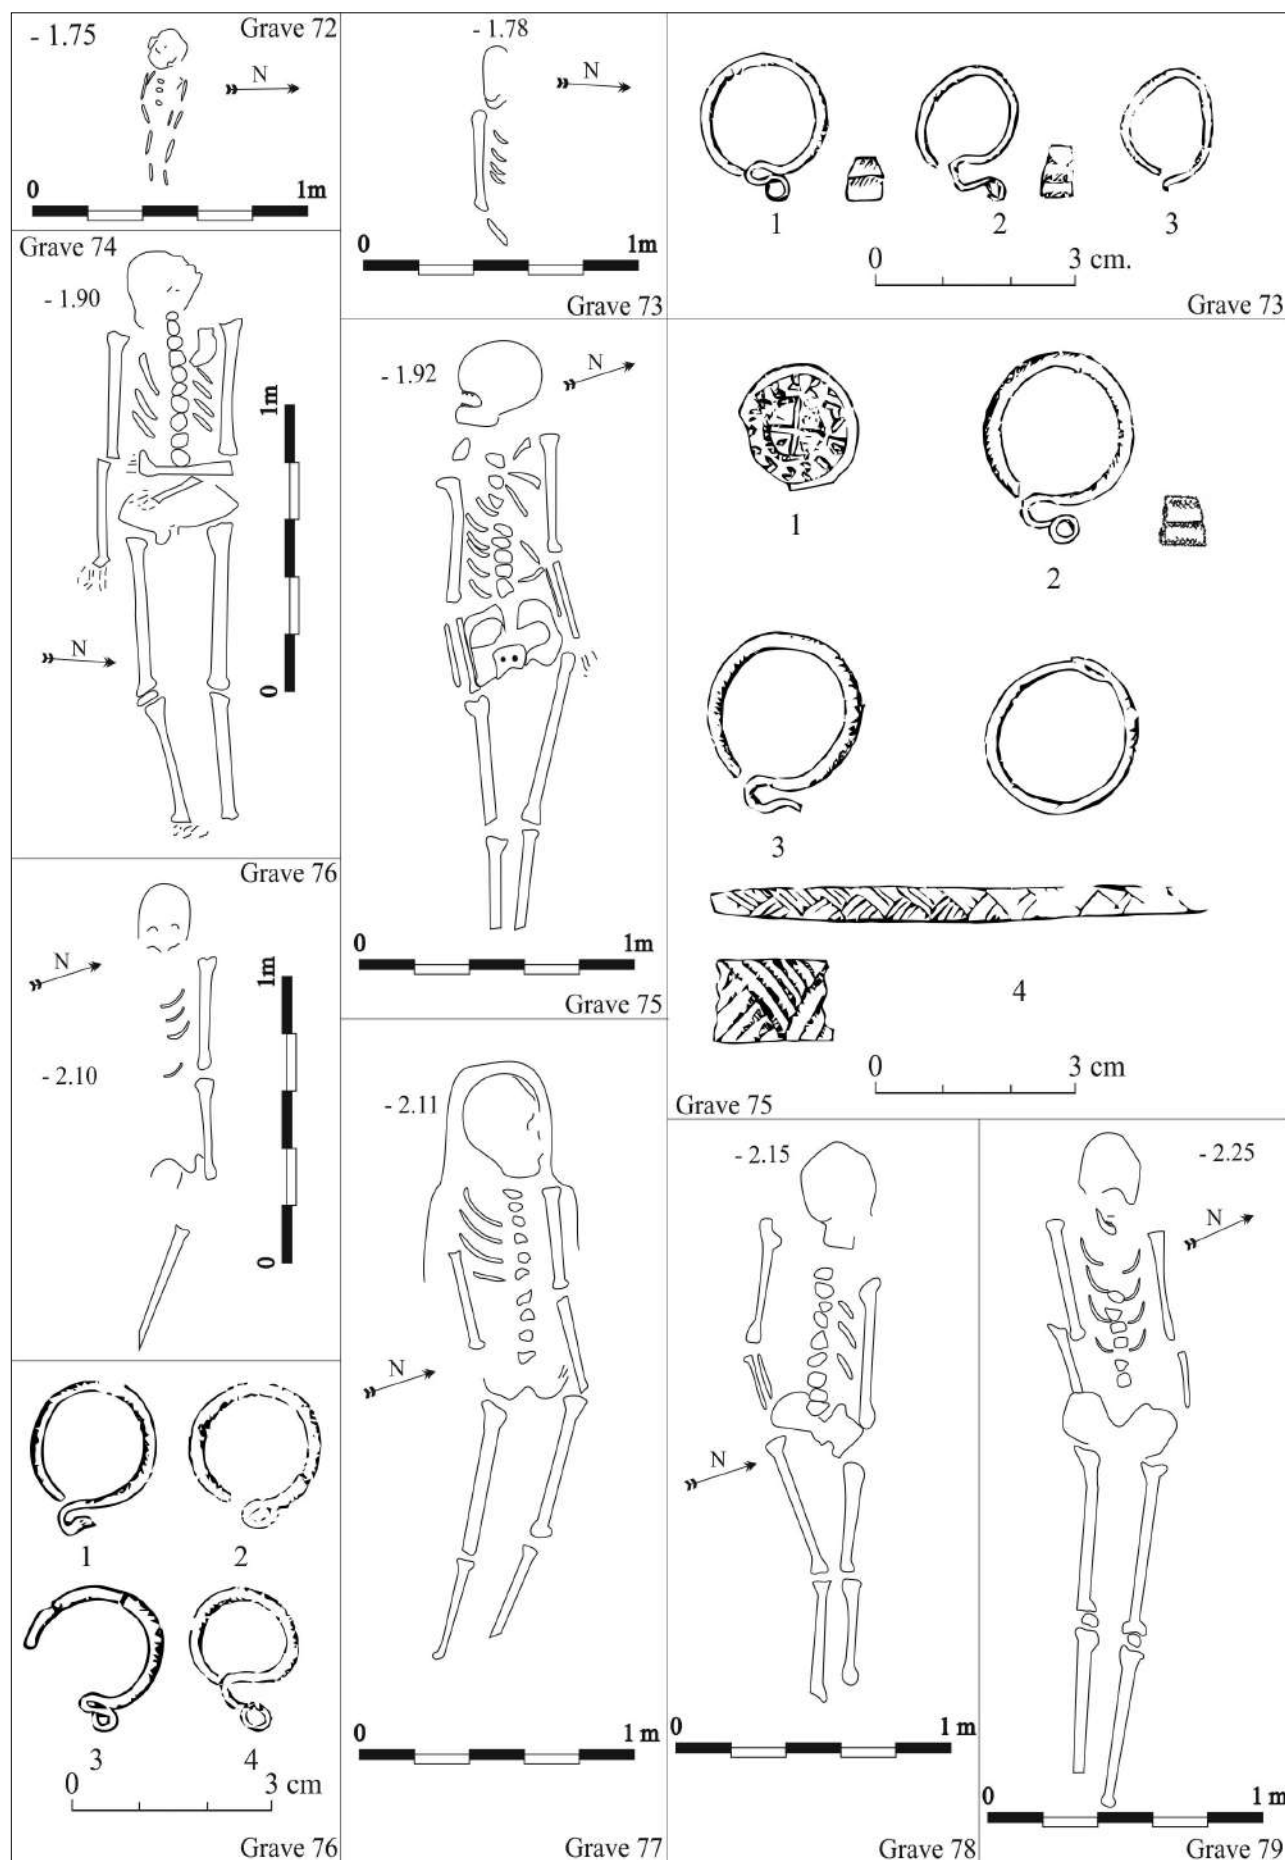 - 1.75
Grave 72
N
0 1m
- 1.78
N
0 1m
Grave 73
1
2
3
0 3 cm.
Grave 73
Grave 74
- 1.90
1m
0
N
- 1.92
N
0 1m
Grave 75
1
2
3
4
0 3 cm
Grave 75
Grave 76
N
- 2.10
1m
0
1
2
3
4
0 3 cm
Grave 76
- 2.11
N
0 1 m
Grave 77
- 2.15
N
0 1 m
Grave 78
- 2.25
N
0 1 m
Grave 79